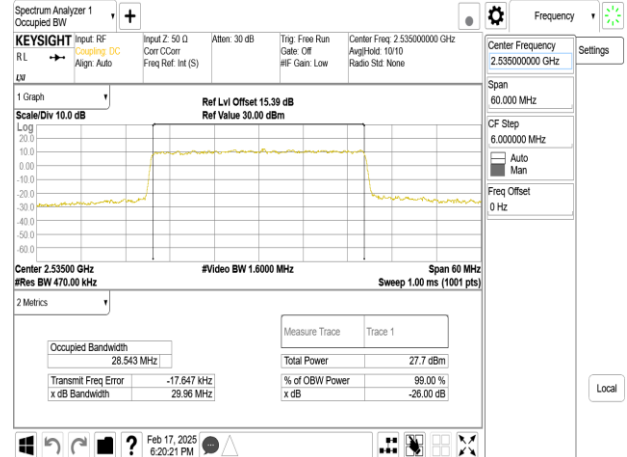 Spectrum Analyzer 1
Occupied BW
Frequency
KEYSIGHT
RL
LXI
Input: RF
Coupling: DC
Align: Auto
Input Z: 50 Ω
Corr CCorr
Freq Ref: Int (S)
Atten: 30 dB
Trig: Free Run
Gate: Off
#IF Gain: Low
Center Freq: 2.535000000 GHz
Avg|Hold: 10/10
Radio Std: None
Center Frequency
2.535000000 GHz
Settings
Span
60.000 MHz
CF Step
6.000000 MHz
Auto
Man
Freq Offset
0 Hz
1 Graph
Scale/Div 10.0 dB
Ref Lvl Offset 15.39 dB
Ref Value 30.00 dBm
Log
20.0
10.0
0.00
-10.0
-20.0
-30.0
-40.0
-50.0
-60.0
Center 2.53500 GHz
#Video BW 1.6000 MHz
Span 60 MHz
#Res BW 470.00 kHz
Sweep 1.00 ms (1001 pts)
2 Metrics
Measure Trace Trace 1
Occupied Bandwidth
28.543 MHz
Total Power 27.7 dBm
Transmit Freq Error -17.647 kHz
% of OBW Power 99.00 %
x dB Bandwidth 29.96 MHz
x dB -26.00 dB
Local
?
Feb 17, 2025
6:20:21 PM